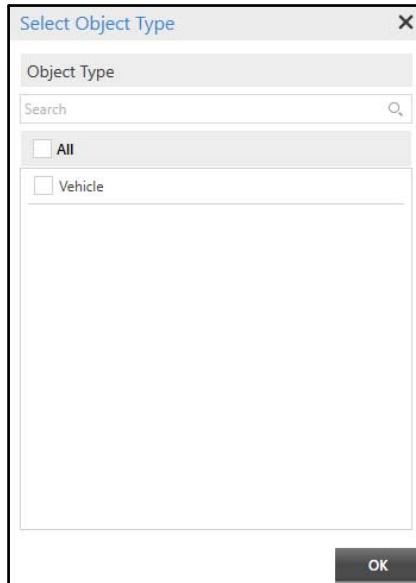 Select Object Type
Object Type
Search
All
Vehicle
OK